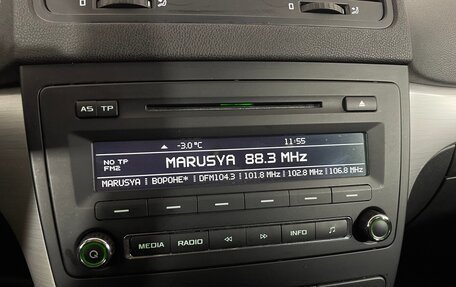 AS TP
-3.0 °C 11:55
NO TP
FM2
MARUSYA 88.3 MHz
MARUSYA | ВОРОНЕ* | DFM104.3 | 101.8 MHz | 102.8 MHz | 106.8 MHz
MEDIA RADIO INFO